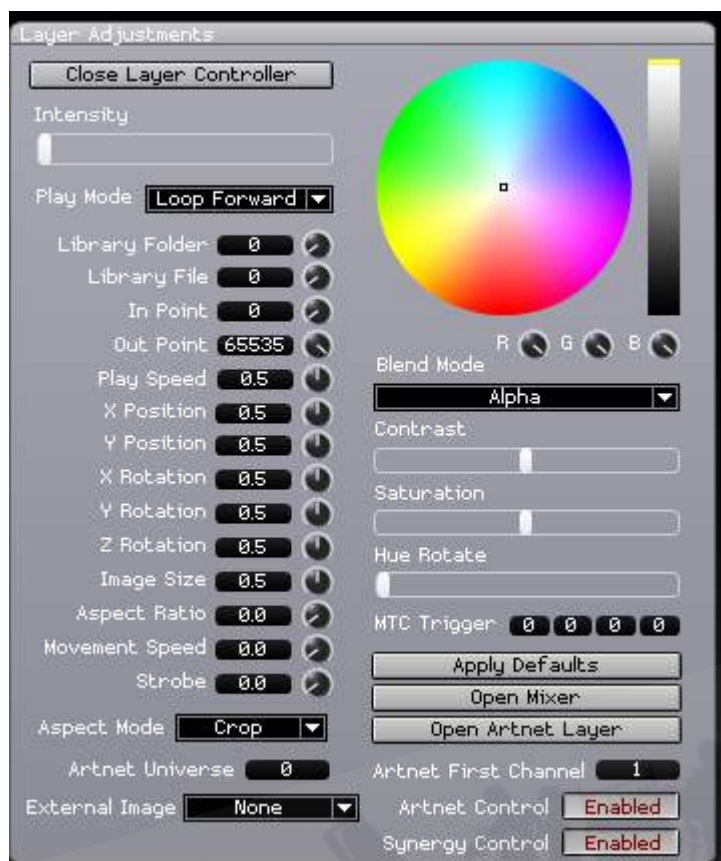 Layer Adjustments
Close Layer Controller
Intensity
Play Mode Loop Forward
Library Folder 0
Library File 0
In Point 0
Out Point 65535
Play Speed 0.5
X Position 0.5
Y Position 0.5
X Rotation 0.5
Y Rotation 0.5
Z Rotation 0.5
Image Size 0.5
Aspect Ratio 0.0
Movement Speed 0.0
Strobe 0.0
Aspect Mode Crop
Artnet Universe 0
External Image None
R G B
Blend Mode
Alpha
Contrast
Saturation
Hue Rotate
MTC Trigger 0 0 0 0
Apply Defaults
Open Mixer
Open Artnet Layer
Artnet First Channel 1
Artnet Control Enabled
Synergy Control Enabled